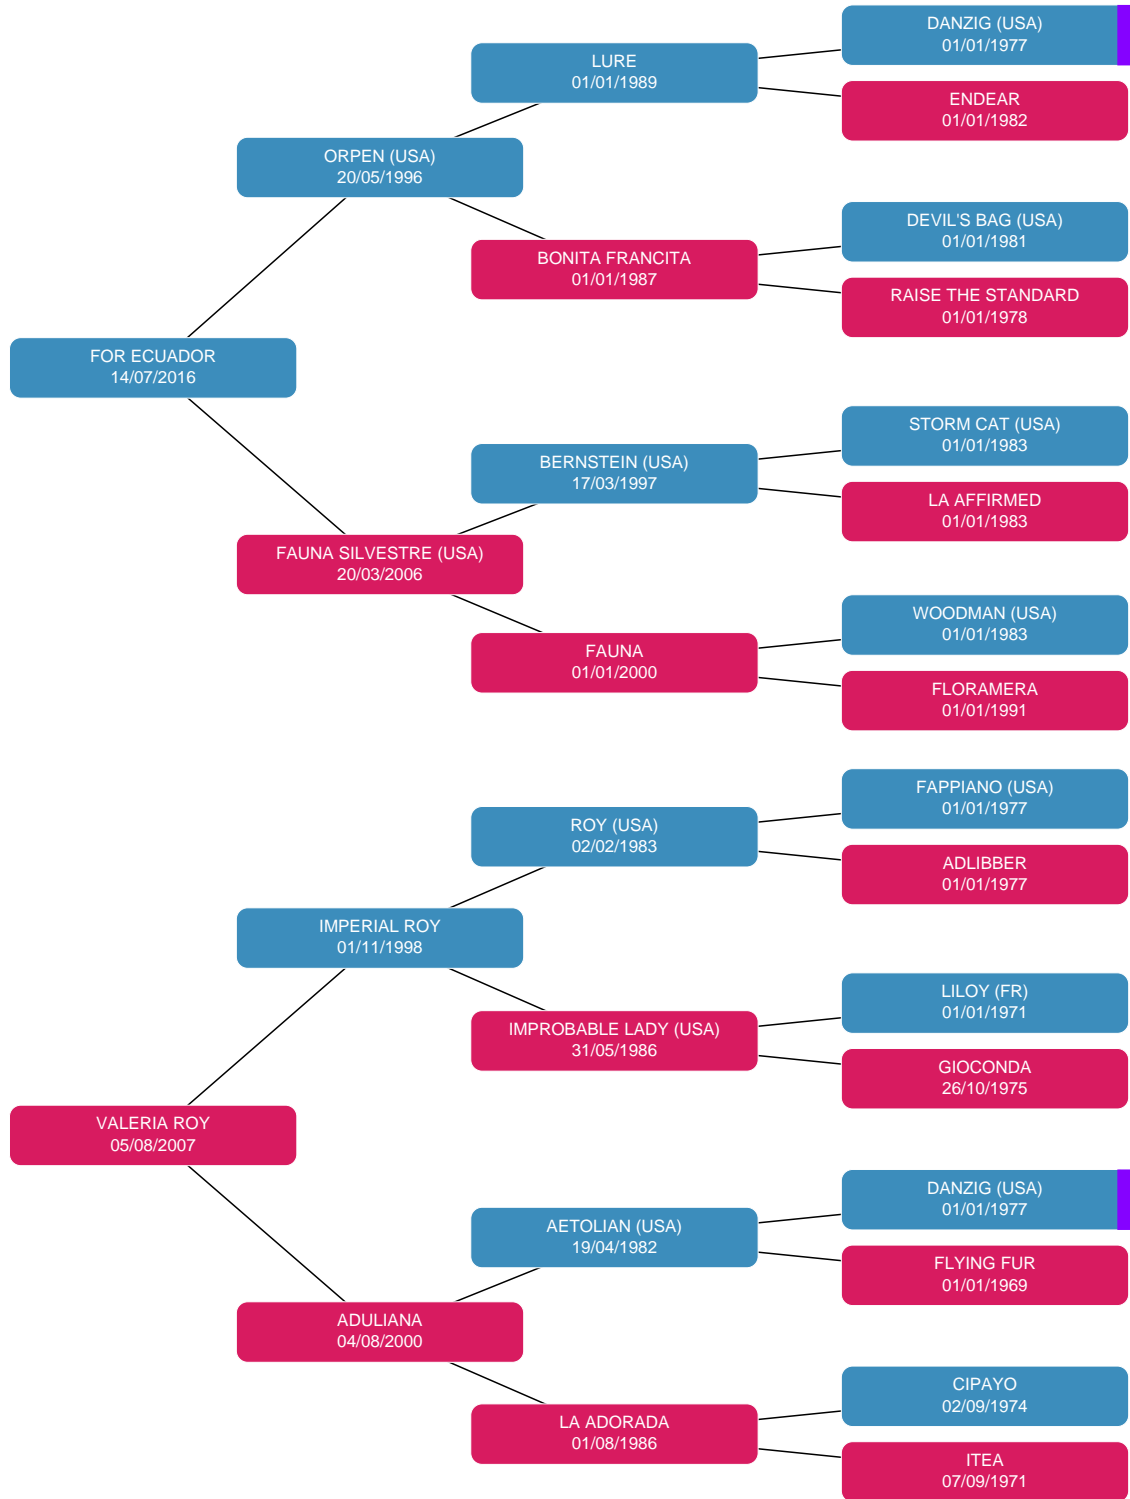 DANZIG (USA)
01/01/1977
LURE
01/01/1989
ENDEAR
01/01/1982
ORPEN (USA)
20/05/1996
DEVIL'S BAG (USA)
01/01/1981
BONITA FRANCITA
01/01/1987
RAISE THE STANDARD
01/01/1978
FOR ECUADOR
14/07/2016
STORM CAT (USA)
01/01/1983
BERNSTEIN (USA)
17/03/1997
LA AFFIRMED
01/01/1983
FAUNA SILVESTRE (USA)
20/03/2006
WOODMAN (USA)
01/01/1983
FAUNA
01/01/2000
FLORAMERA
01/01/1991
FAPPIANO (USA)
01/01/1977
ROY (USA)
02/02/1983
ADLIBBER
01/01/1977
IMPERIAL ROY
01/11/1998
LILOY (FR)
01/01/1971
IMPROBABLE LADY (USA)
31/05/1986
GIOCONDA
26/10/1975
VALERIA ROY
05/08/2007
DANZIG (USA)
01/01/1977
AETOLIAN (USA)
19/04/1982
FLYING FUR
01/01/1969
ADULIANA
04/08/2000
CIPAYO
02/09/1974
LA ADORADA
01/08/1986
ITEA
07/09/1971